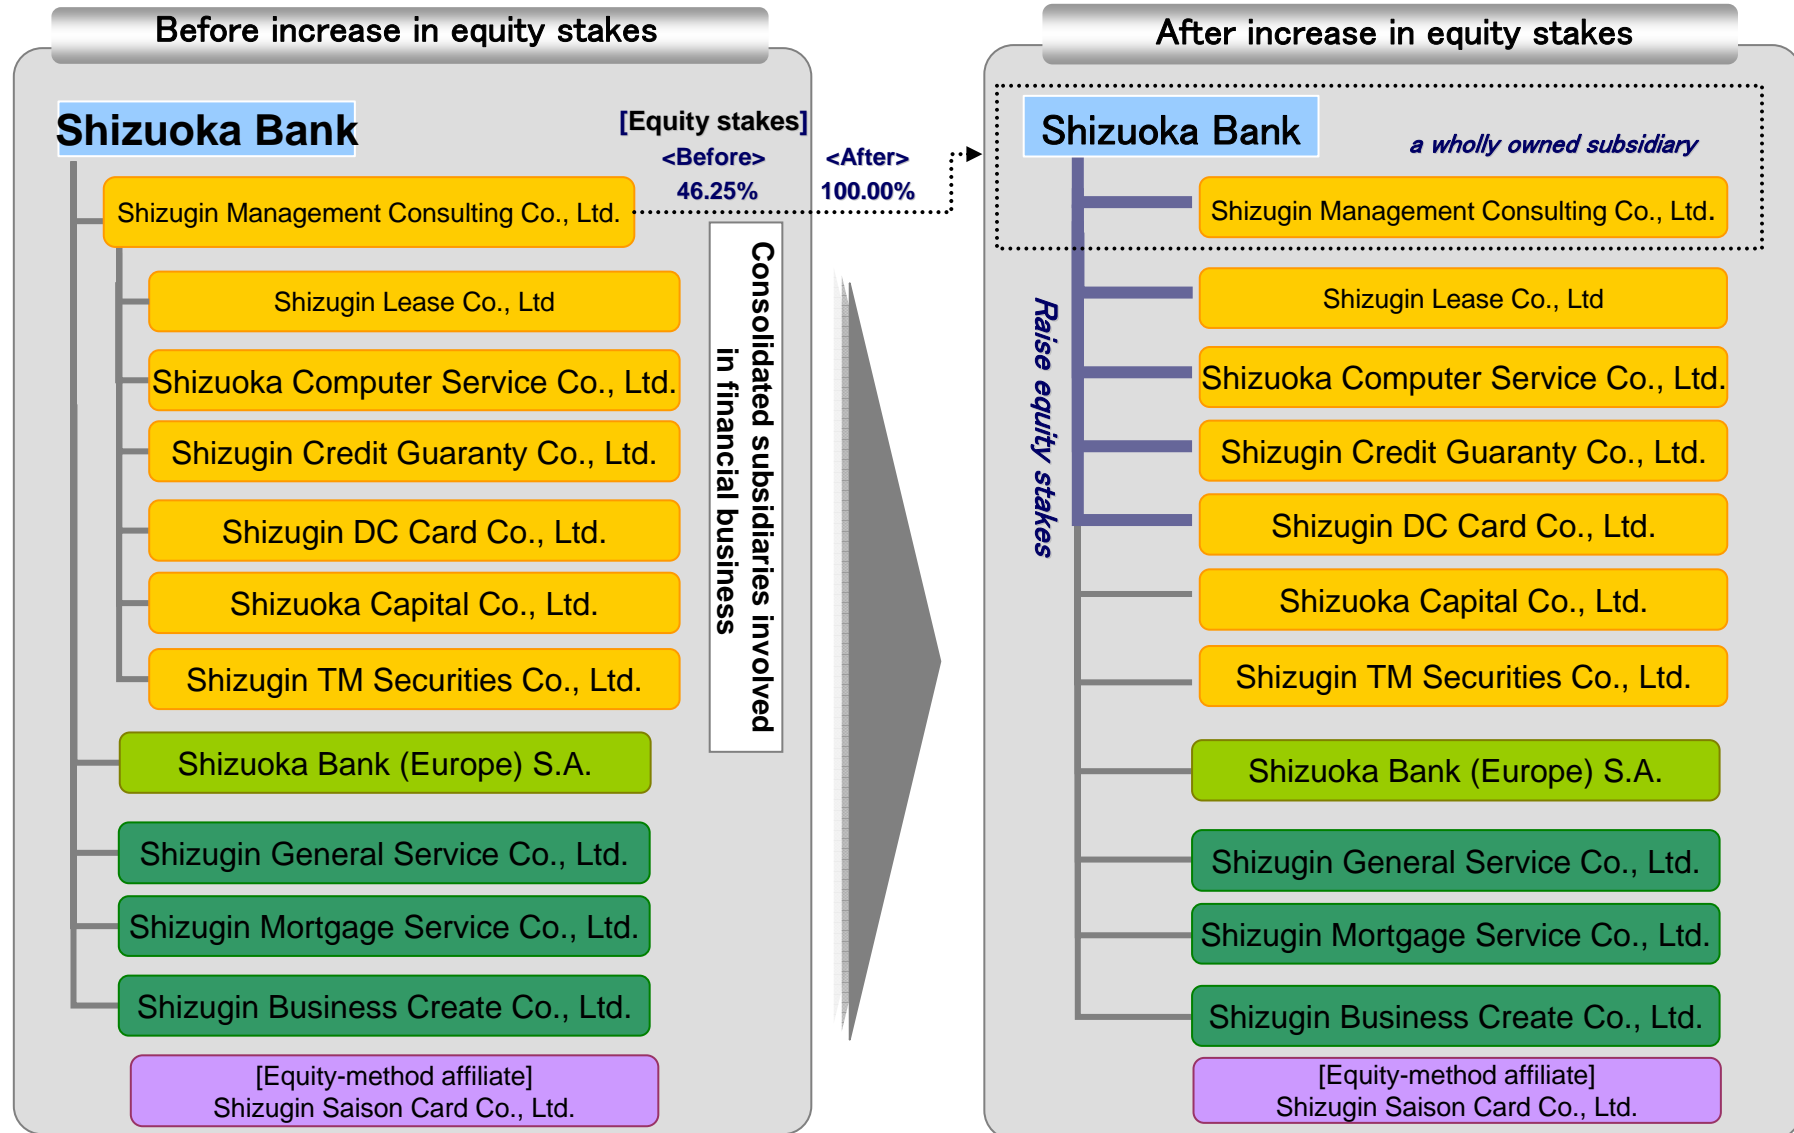 Before increase in equity stakes
Shizuoka Bank
[Equity stakes]
<Before>
<After>
46.25%
100.00%
Shizugin Management Consulting Co., Ltd.
Shizugin Lease Co., Ltd
Shizuoka Computer Service Co., Ltd.
Shizugin Credit Guaranty Co., Ltd.
Shizugin DC Card Co., Ltd.
Shizuoka Capital Co., Ltd.
Shizugin TM Securities Co., Ltd.
Consolidated subsidiaries involved
in financial business
Shizuoka Bank (Europe) S.A.
Shizugin General Service Co., Ltd.
Shizugin Mortgage Service Co., Ltd.
Shizugin Business Create Co., Ltd.
[Equity-method affiliate]
Shizugin Saison Card Co., Ltd.
After increase in equity stakes
Shizuoka Bank
a wholly owned subsidiary
Shizugin Management Consulting Co., Ltd.
Raise equity stakes
Shizugin Lease Co., Ltd
Shizuoka Computer Service Co., Ltd.
Shizugin Credit Guaranty Co., Ltd.
Shizugin DC Card Co., Ltd.
Shizuoka Capital Co., Ltd.
Shizugin TM Securities Co., Ltd.
Shizuoka Bank (Europe) S.A.
Shizugin General Service Co., Ltd.
Shizugin Mortgage Service Co., Ltd.
Shizugin Business Create Co., Ltd.
[Equity-method affiliate]
Shizugin Saison Card Co., Ltd.